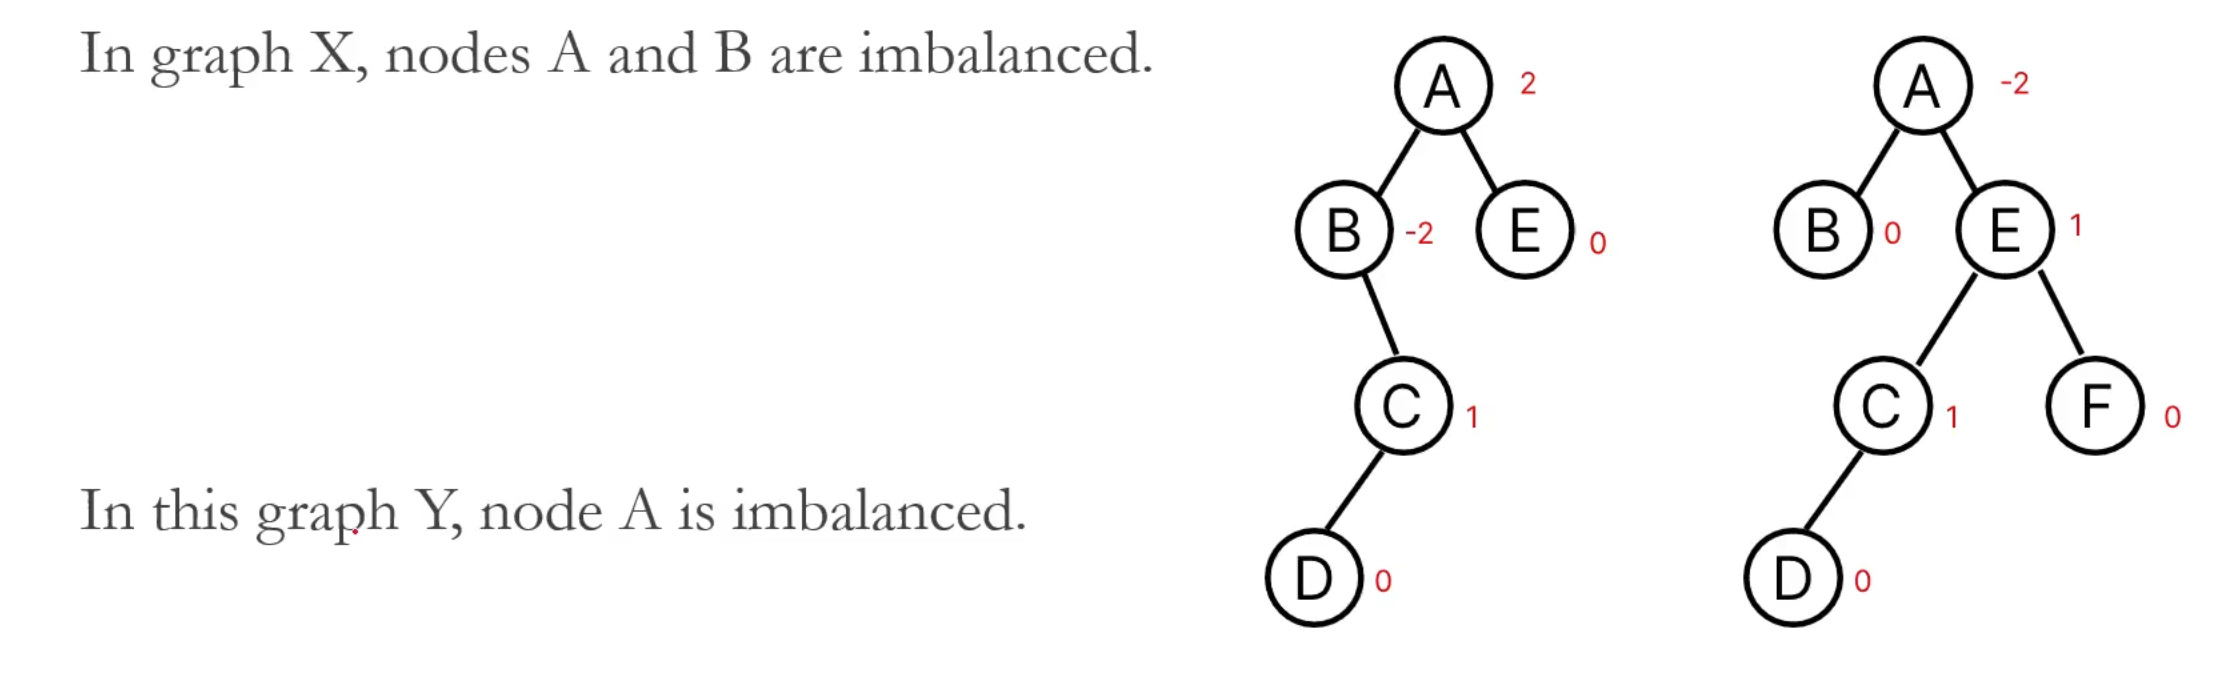 In graph X, nodes A and B are imbalanced.
In this graph Y, node A is imbalanced.
A 2
B -2 E 0
C 1
D 0
A -2
B 0 E 1
C 1 F 0
D 0